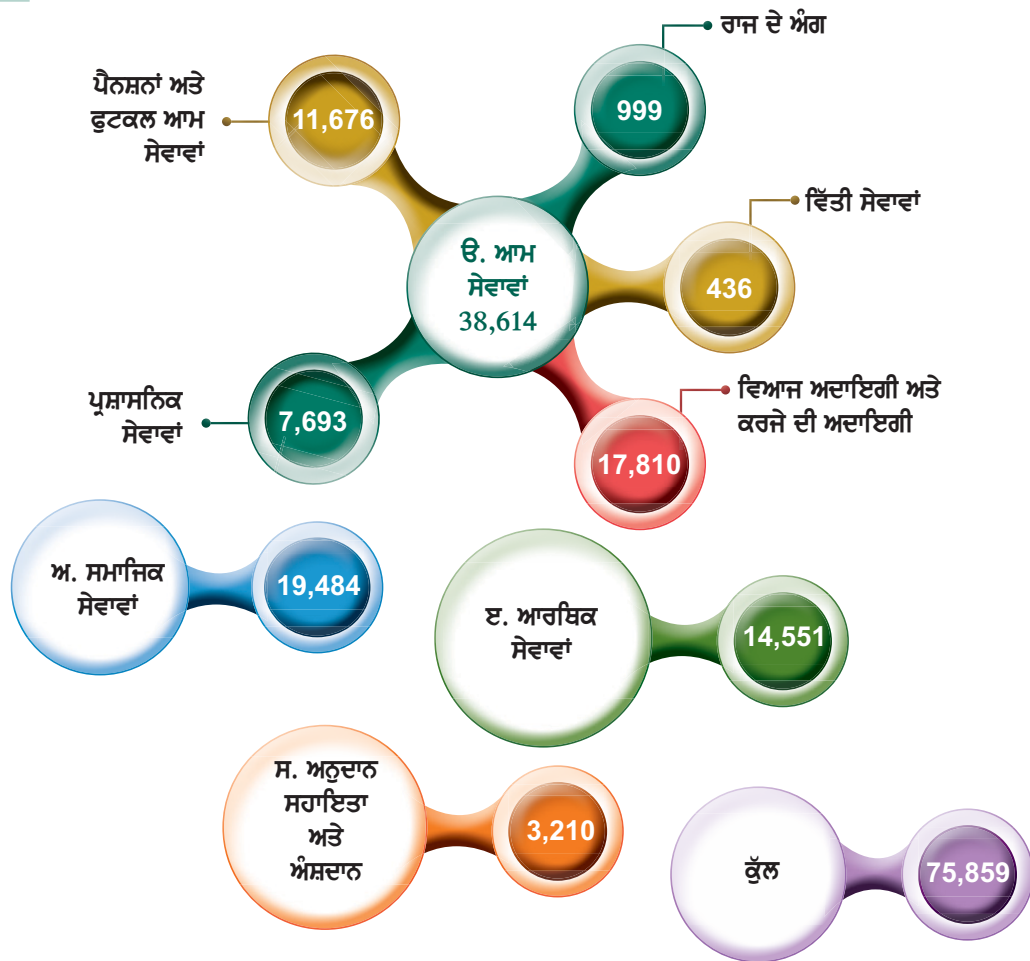 ਰਾਜ ਦੇ ਅੰਗ
999
ਪੈਨਸ਼ਨਾਂ ਅਤੇ
ਫੁਟਕਲ ਆਮ
ਸੇਵਾਵਾਂ
11,676
ਵਿੱਤੀ ਸੇਵਾਵਾਂ
436
ੳ. ਆਮ
ਸੇਵਾਵਾਂ
38,614
ਪ੍ਰਸ਼ਾਸਨਿਕ
ਸੇਵਾਵਾਂ
7,693
ਵਿਆਜ ਅਦਾਇਗੀ ਅਤੇ
ਕਰਜੇ ਦੀ ਅਦਾਇਗੀ
17,810
ਅ. ਸਮਾਜਿਕ
ਸੇਵਾਵਾਂ
19,484
ੲ. ਆਰਥਿਕ
ਸੇਵਾਵਾਂ
14,551
ਸ. ਅਨੁਦਾਨ
ਸਹਾਇਤਾ
ਅਤੇ
ਅੰਸ਼ਦਾਨ
3,210
ਕੁੱਲ
75,859